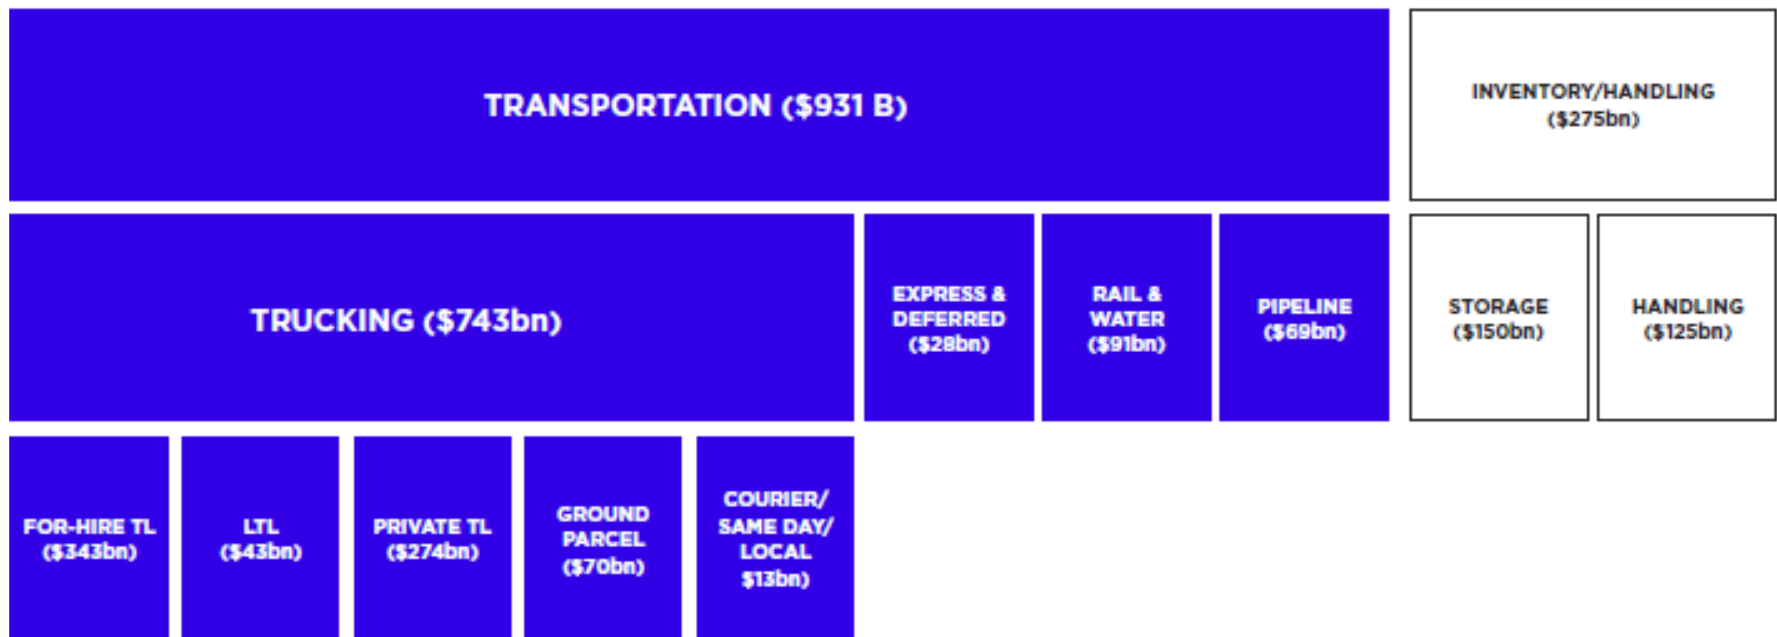 TRANSPORTATION ($931 B)
INVENTORY/HANDLING
($275bn)
TRUCKING ($743bn)
EXPRESS &
DEFERRED
($28bn)
RAIL &
WATER
($91bn)
PIPELINE
($69bn)
STORAGE
($150bn)
HANDLING
($125bn)
FOR-HIRE TL
($343bn)
LTL
($43bn)
PRIVATE TL
($274bn)
GROUND
PARCEL
($70bn)
COURIER/
SAME DAY/
LOCAL
$13bn)